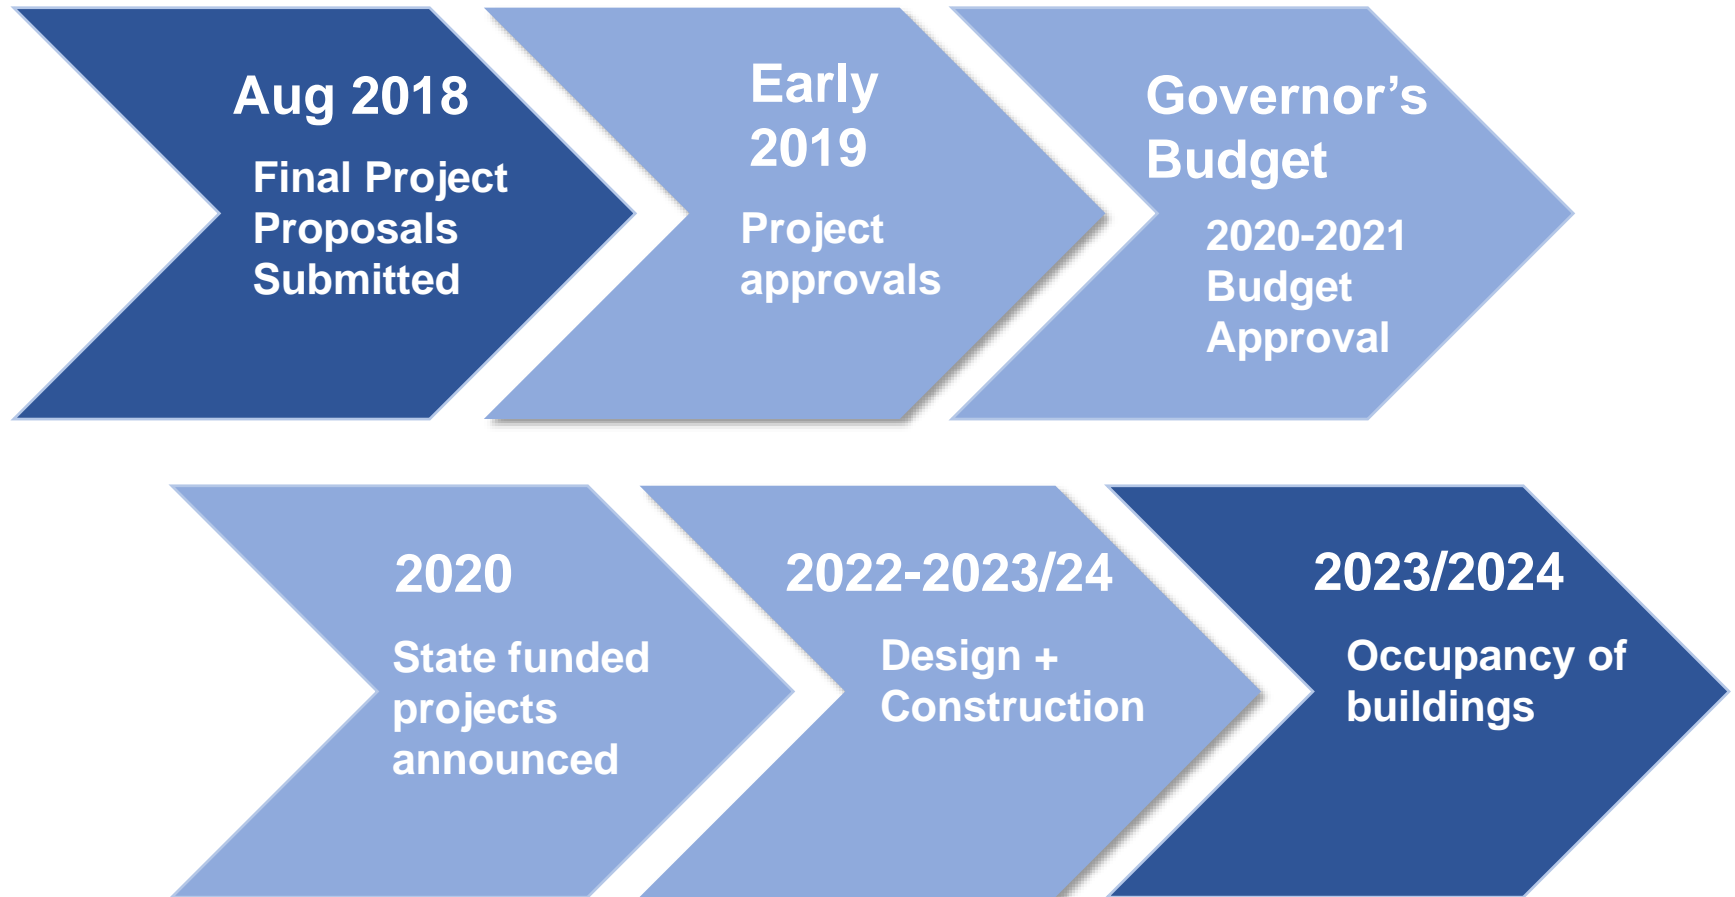 Aug 2018
Final Project
Proposals
Submitted
Early
2019
Project
approvals
Governor’s
Budget
2020-2021
Budget
Approval
2020
State funded
projects
announced
2022-2023/24
Design +
Construction
2023/2024
Occupancy of
buildings